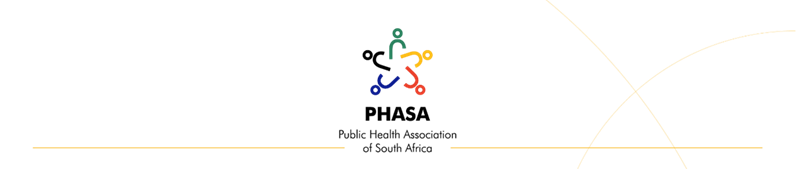 PHASA
Public Health Association
of South Africa